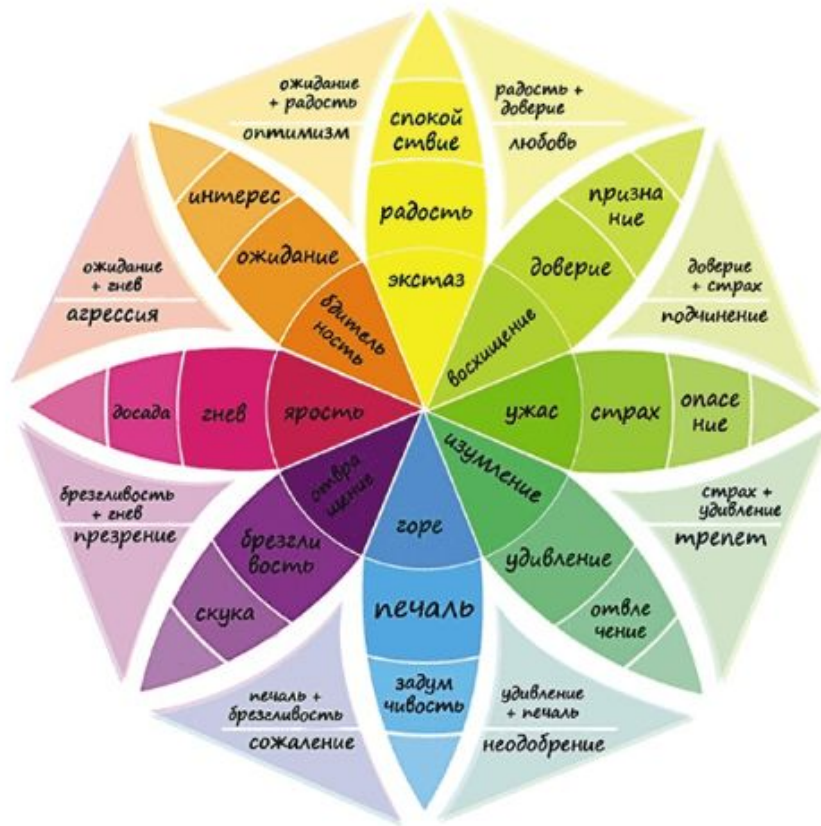 ожидание
+ радость
оптимизм
спокой
ствие
радость
экстаз
радость +
доверие
любовь
призна
ние
доверие
восхищение
доверие
+ страх
подчинение
интерес
ожидание
бдитель
ность
ожидание
+ гнев
агрессия
досада
гнев
ярость
ужас
страх
опасе
ние
брезгливость
+ гнев
презрение
отвра
щение
брезгли
вость
скука
горе
печаль
задум
чивость
изумление
удивление
отвле
чение
страх +
удивление
трепет
печаль +
брезгливость
сожаление
удивление
+ печаль
неодобрение